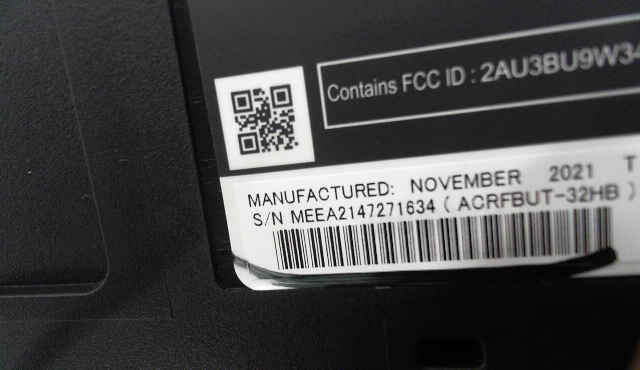 Contains FCC ID : 2AU3BU9W34
MANUFACTURED: NOVEMBER 2021 T
S/N MEEA2147271634 ( ACRFBUT-32HB )